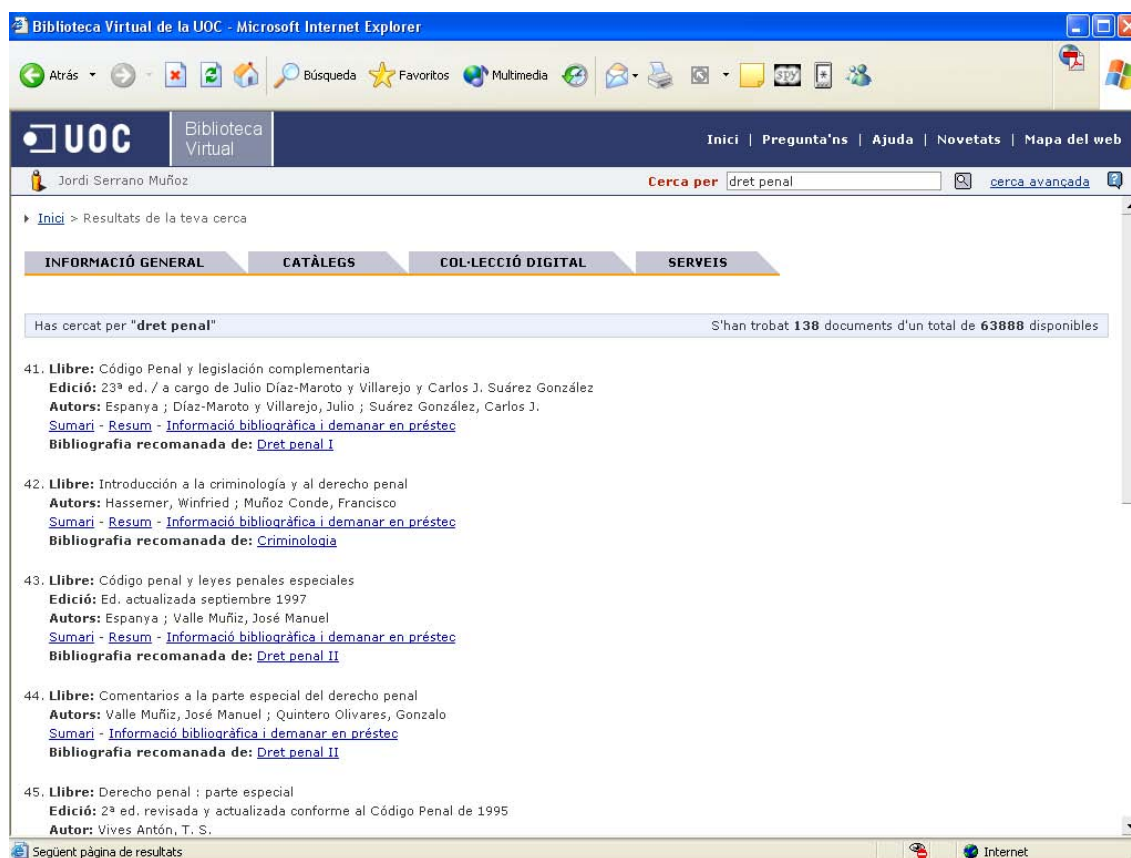 Biblioteca Virtual de la UOC - Microsoft Internet Explorer
Atrás Búsqueda Favoritos Multimedia SPY
UOC Biblioteca Virtual
Inici | Pregunta'ns | Ajuda | Novetats | Mapa del web
Jordi Serrano Muñoz Cerca per dret penal cerca avançada ?
Inici > Resultats de la teva cerca
INFORMACIÓ GENERAL CATÀLEGS COL·LECCIÓ DIGITAL SERVEIS
Has cercat per "dret penal" S'han trobat 138 documents d'un total de 63888 disponibles
41. Llibre: Código Penal y legislación complementaria
Edició: 23ª ed. / a cargo de Julio Díaz-Maroto y Villarejo y Carlos J. Suárez González
Autors: Espanya ; Díaz-Maroto y Villarejo, Julio ; Suárez González, Carlos J.
Sumari - Resum - Informació bibliogràfica i demanar en préstec
Bibliografia recomanada de: Dret penal I
42. Llibre: Introducción a la criminología y al derecho penal
Autors: Hassemer, Winfried ; Muñoz Conde, Francisco
Sumari - Resum - Informació bibliogràfica i demanar en préstec
Bibliografia recomanada de: Criminologia
43. Llibre: Código penal y leyes penales especiales
Edició: Ed. actualizada septiembre 1997
Autors: Espanya ; Valle Muñiz, José Manuel
Sumari - Resum - Informació bibliogràfica i demanar en préstec
Bibliografia recomanada de: Dret penal II
44. Llibre: Comentarios a la parte especial del derecho penal
Autors: Valle Muñiz, José Manuel ; Quintero Olivares, Gonzalo
Sumari - Informació bibliogràfica i demanar en préstec
Bibliografia recomanada de: Dret penal II
45. Llibre: Derecho penal : parte especial
Edició: 2ª ed. revisada y actualizada conforme al Código Penal de 1995
Autor: Vives Antón, T. S.
Següent pàgina de resultats Internet